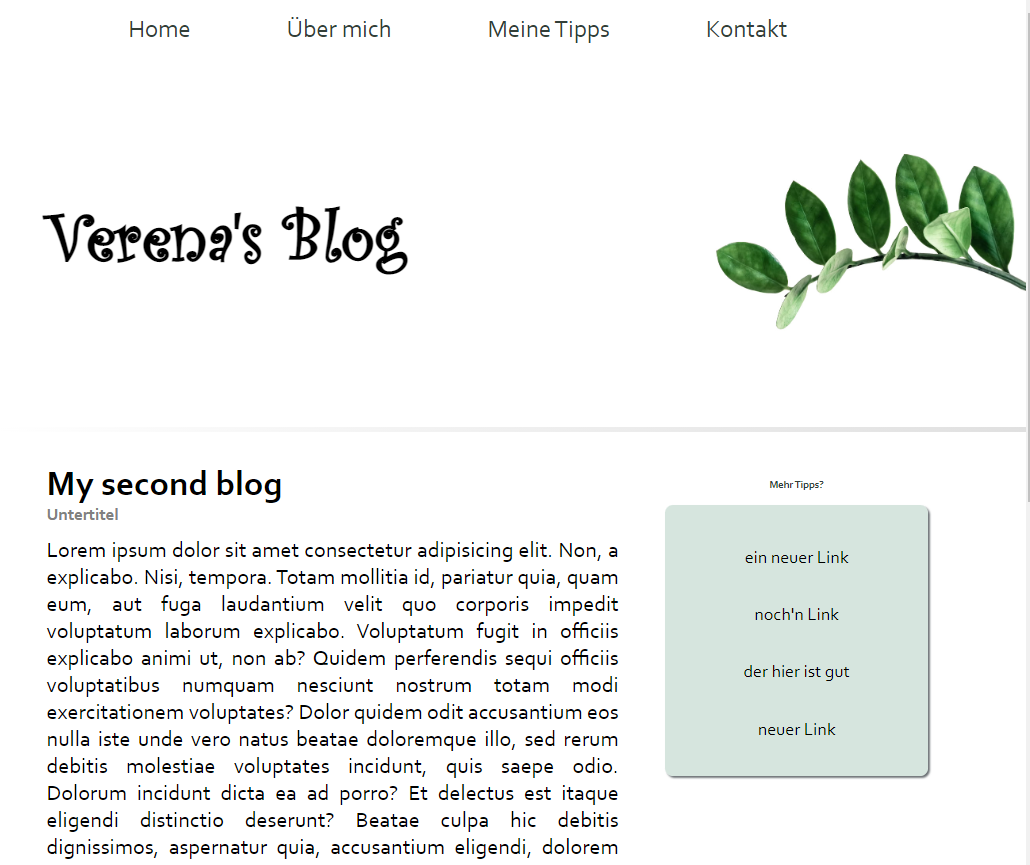 Home Über mich Meine Tipps Kontakt
Verena's Blog
My second blog
Untertitel
Lorem ipsum dolor sit amet consectetur adipisicing elit. Non, a
explicabo. Nisi, tempora. Totam mollitia id, pariatur quia, quam
eum, aut fuga laudantium velit quo corporis impedit
voluptatum laborum explicabo. Voluptatum fugit in officiis
explicabo animi ut, non ab? Quidem perferendis sequi officiis
voluptatibus numquam nesciunt nostrum totam modi
exercitationem voluptates? Dolor quidem odit accusantium eos
nulla iste unde vero natus beatae doloremque illo, sed rerum
debitis molestiae voluptates incidunt, quis saepe odio.
Dolorum incidunt dicta ea ad porro? Et delectus est itaque
eligendi distinctio deserunt? Beatae culpa hic debitis
dignissimos, aspernatur quia, accusantium eligendi, dolorem
Mehr Tipps?
ein neuer Link
noch'n Link
der hier ist gut
neuer Link